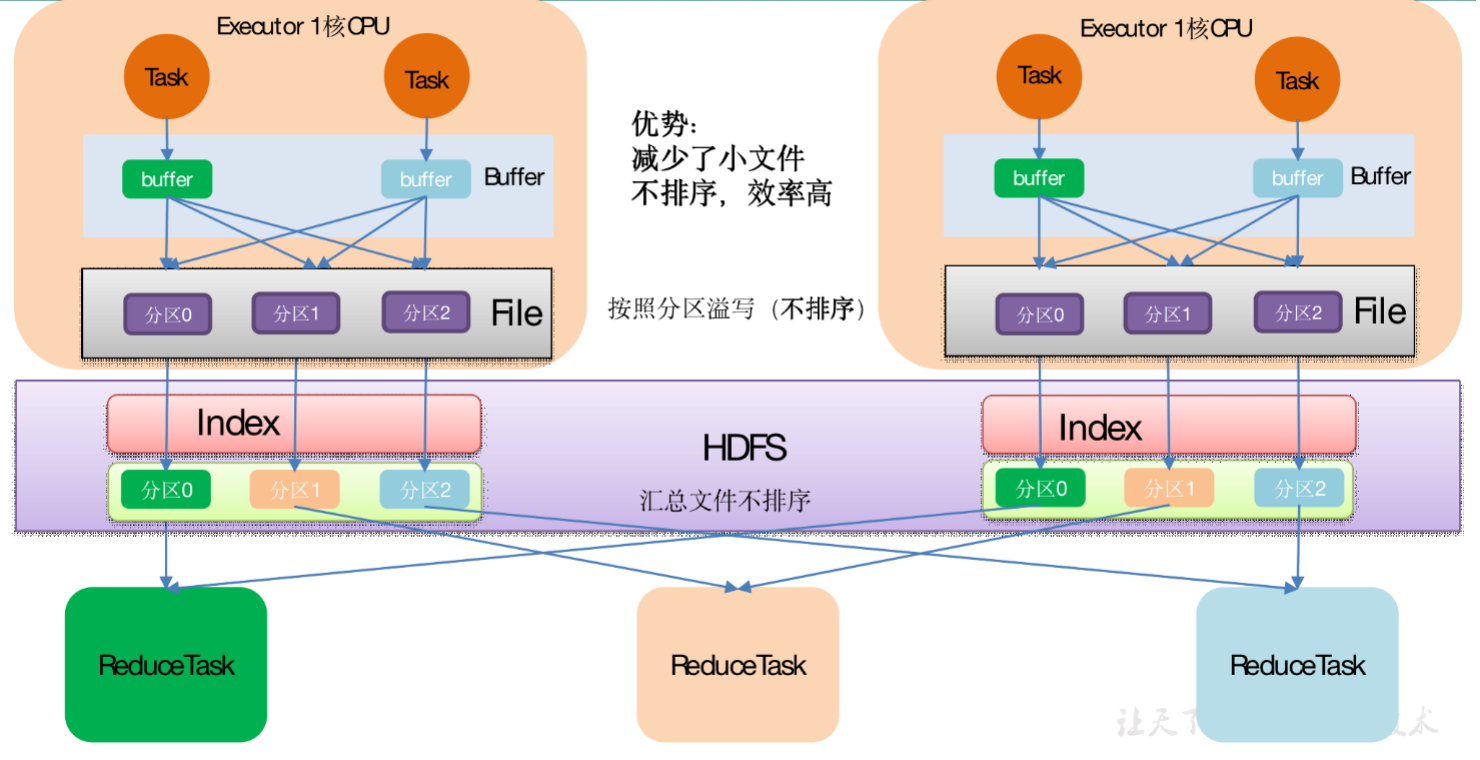 Executor 1核CPU
Executor 1核CPU
Task
Task
Task
Task
优势：
减少了小文件
不排序，效率高
buffer
buffer
Buffer
buffer
buffer
Buffer
分区0
分区1
分区2
File
按照分区溢写（不排序）
分区0
分区1
分区2
File
Index
HDFS
Index
分区0
分区1
分区2
汇总文件不排序
分区0
分区1
分区2
ReduceTask
ReduceTask
ReduceTask
让天
术